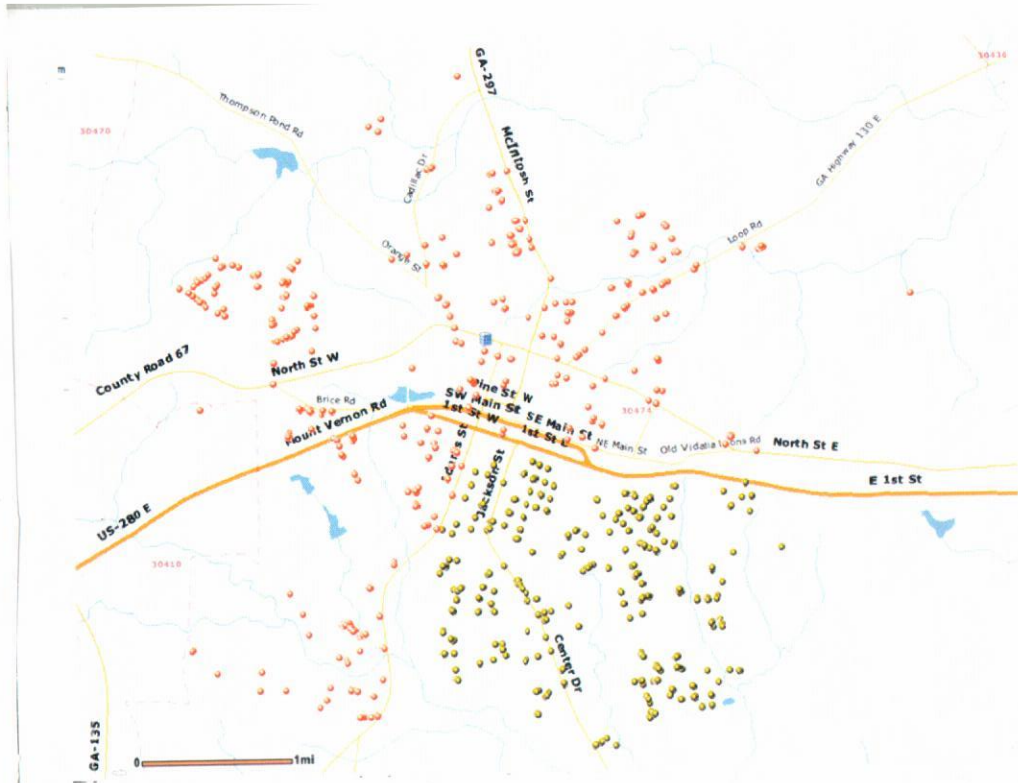 m
GA-297
30436
Thompson Pond Rd
30470
McIntosh St
GA Highway 130 E
Cadillac Dr
Loop Rd
Orange St
County Road 67
North St W
Pine St W
Brice Rd
SW Main St
SE Main St
30474
Mount Vernon Rd
1st St W
1st St E
NE Main St
Old Vidalia Lyons Rd
North St E
E 1st St
Jackson St
US-280 E
30410
Center Dr
GA-135
0
1mi